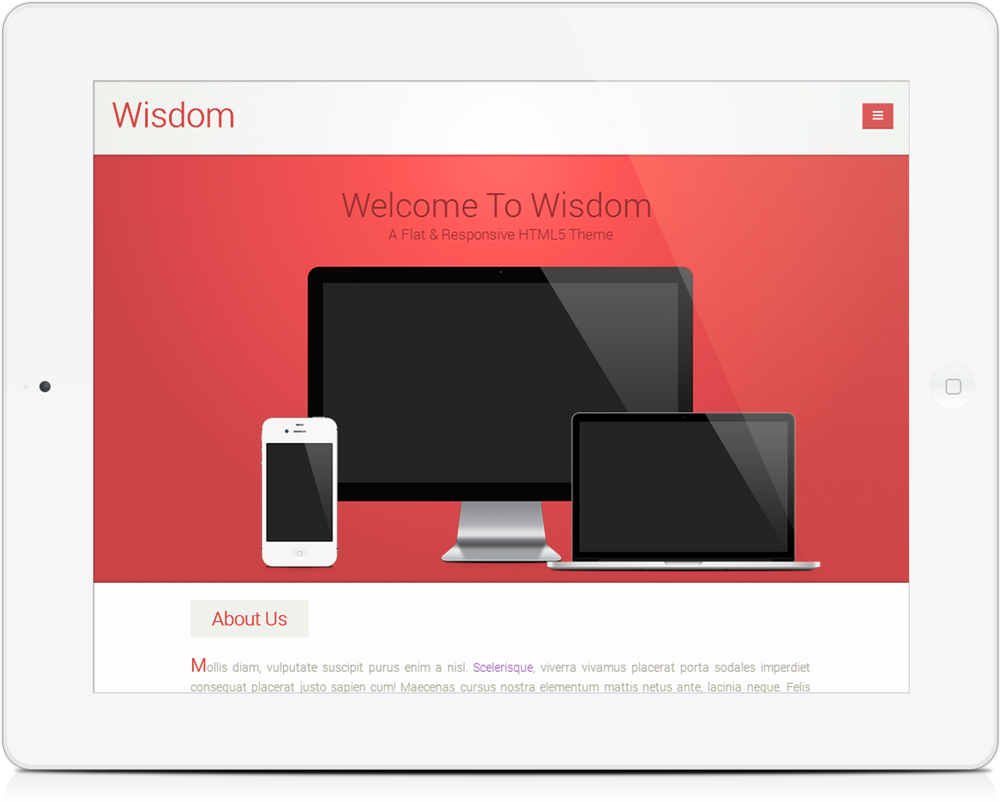 Wisdom
Welcome To Wisdom
A Flat & Responsive HTML5 Theme
About Us
Mollis diam, vulputate suscipit purus enim a nisl. Scelerisque, viverra vivamus placerat porta sodales imperdiet
consequat placerat justo sapien cum! Maecenas cursus nostra elementum mattis netus ante, lacinia neque. Felis